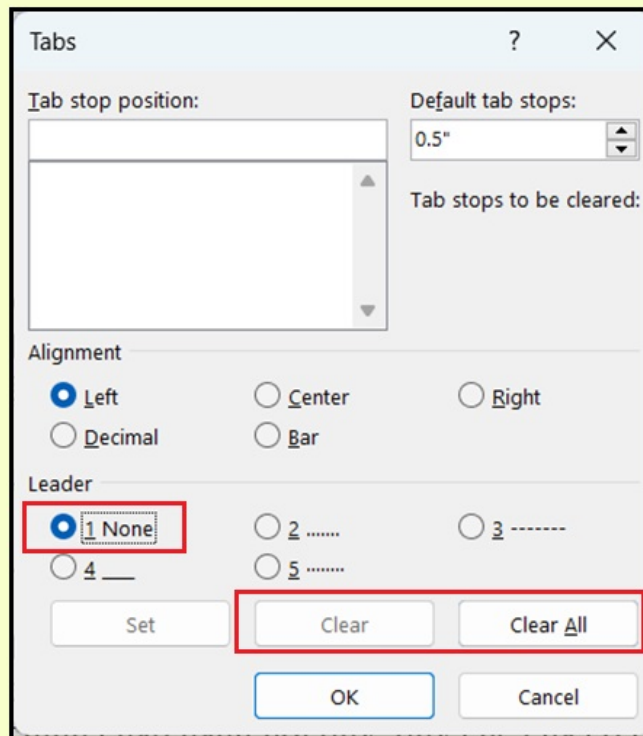 Tabs ?
Tab stop position: Default tab stops:
0.5"
Tab stops to be cleared:
Alignment
Left Center Right
Decimal Bar
Leader
1 None 2 ....... 3 -------
4 ___ 5 ········
Set Clear Clear All
OK Cancel